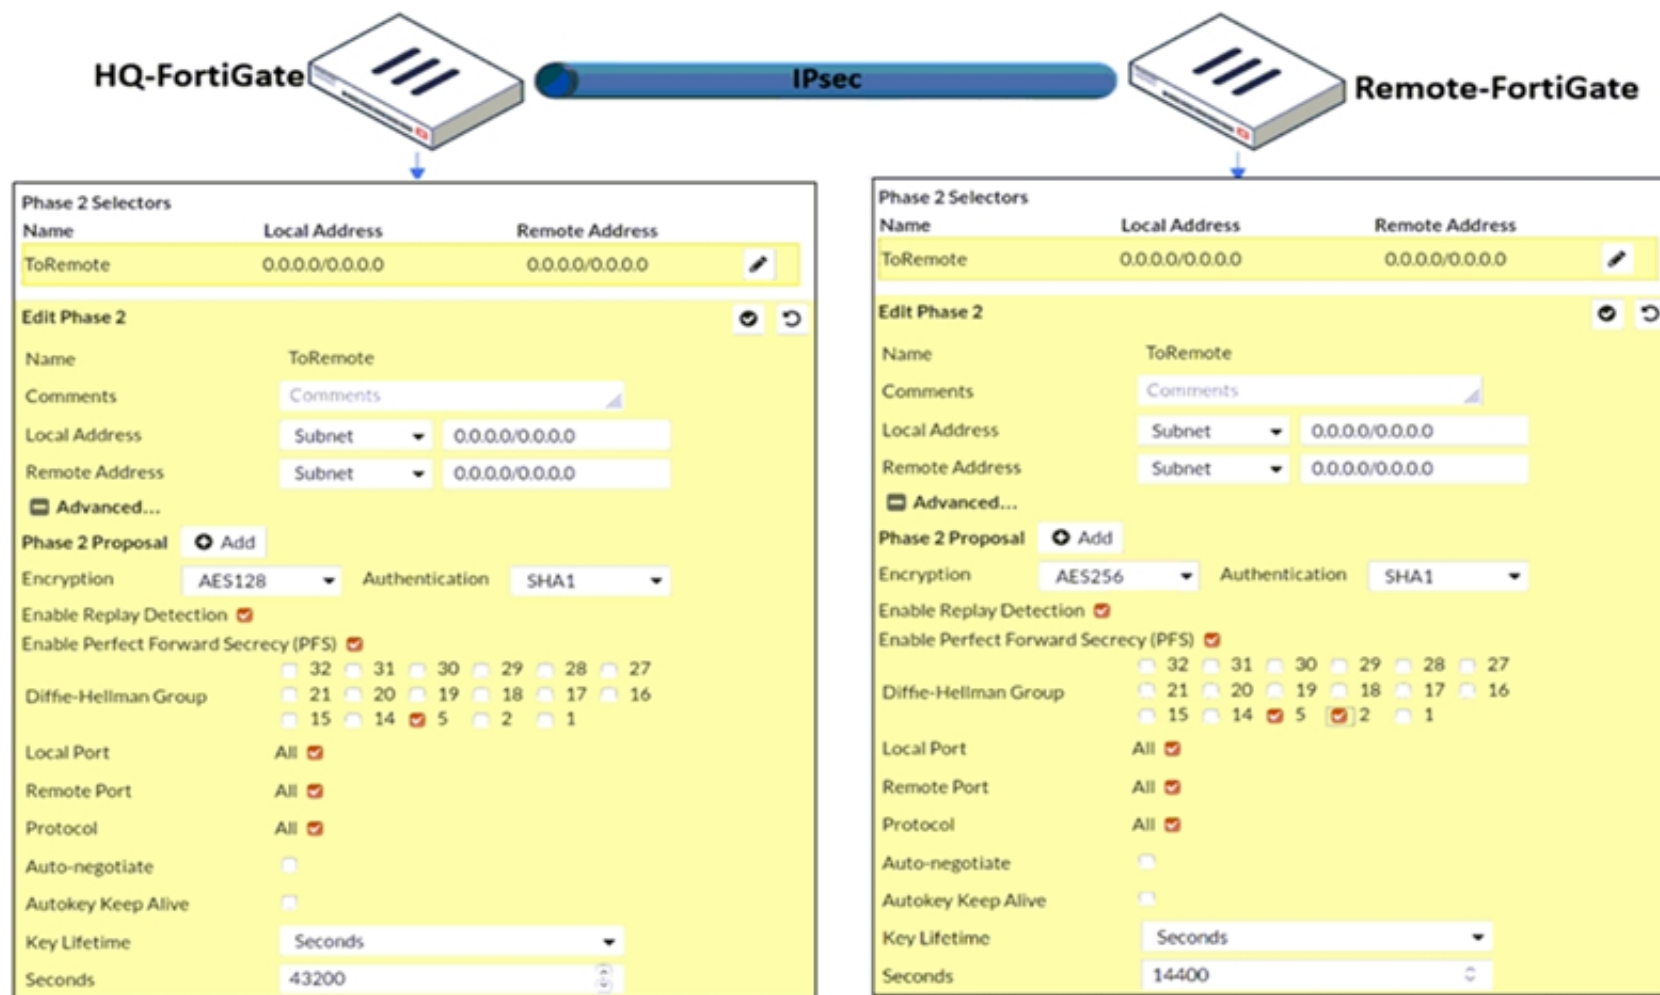 HQ-FortiGate
IPsec
Remote-FortiGate
Phase 2 Selectors
Name Local Address Remote Address
ToRemote 0.0.0.0/0.0.0.0 0.0.0.0/0.0.0.0
Edit Phase 2
Name ToRemote
Comments Comments
Local Address Subnet 0.0.0.0/0.0.0.0
Remote Address Subnet 0.0.0.0/0.0.0.0
Advanced...
Phase 2 Proposal Add
Encryption AES128 Authentication SHA1
Enable Replay Detection
Enable Perfect Forward Secrecy (PFS)
32 31 30 29 28 27
Diffie-Hellman Group 21 20 19 18 17 16
15 14 5 2 1
Local Port All
Remote Port All
Protocol All
Auto-negotiate
Autokey Keep Alive
Key Lifetime Seconds
Seconds 43200
Phase 2 Selectors
Name Local Address Remote Address
ToRemote 0.0.0.0/0.0.0.0 0.0.0.0/0.0.0.0
Edit Phase 2
Name ToRemote
Comments Comments
Local Address Subnet 0.0.0.0/0.0.0.0
Remote Address Subnet 0.0.0.0/0.0.0.0
Advanced...
Phase 2 Proposal Add
Encryption AES256 Authentication SHA1
Enable Replay Detection
Enable Perfect Forward Secrecy (PFS)
32 31 30 29 28 27
Diffie-Hellman Group 21 20 19 18 17 16
15 14 5 2 1
Local Port All
Remote Port All
Protocol All
Auto-negotiate
Autokey Keep Alive
Key Lifetime Seconds
Seconds 14400